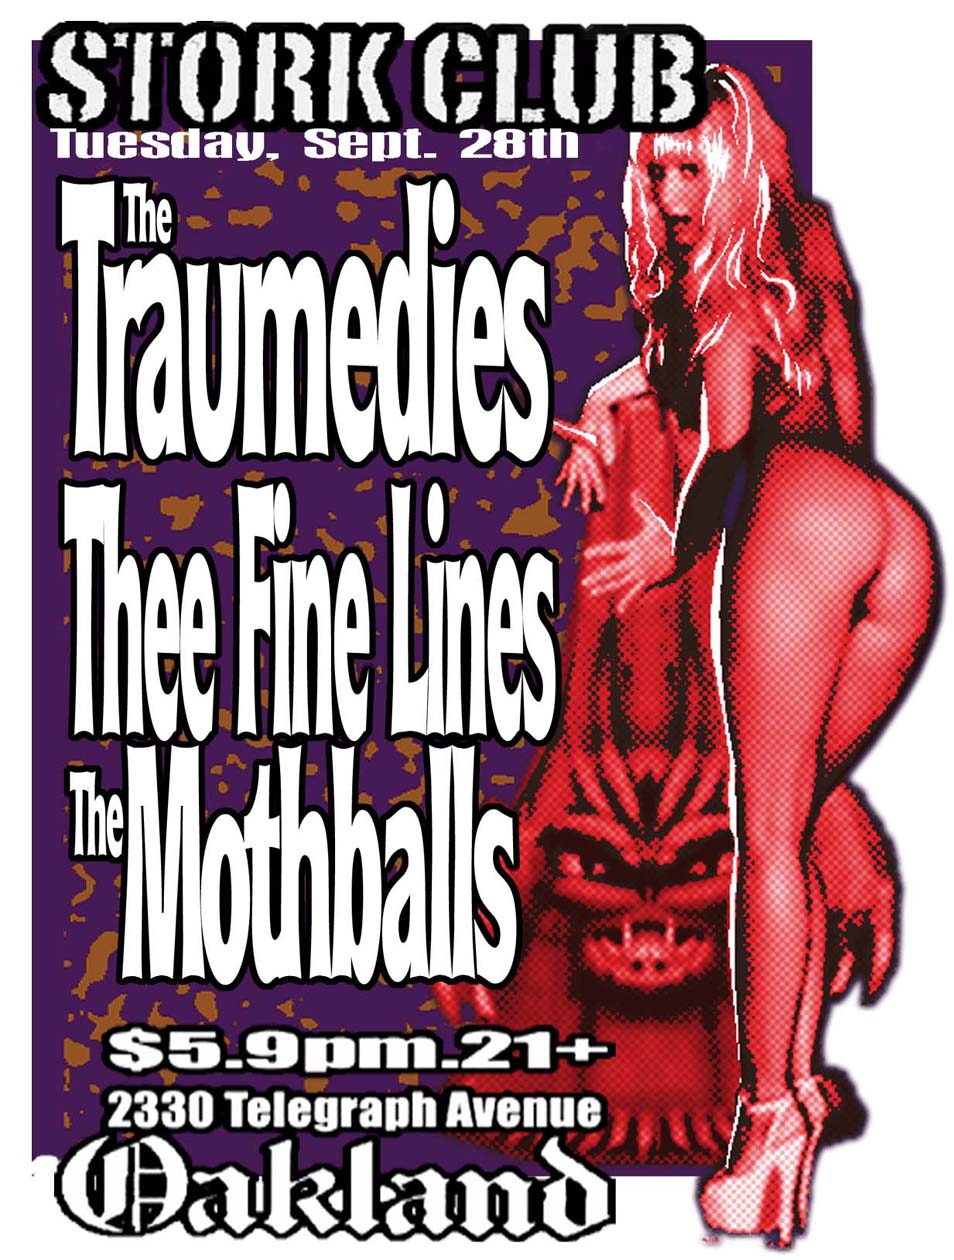 STORK CLUB
Tuesday, Sept. 28th
The
Traumedies
Thee Fine Lines
The Mothballs
$5.9pm.21+
2330 Telegraph Avenue
Oakland